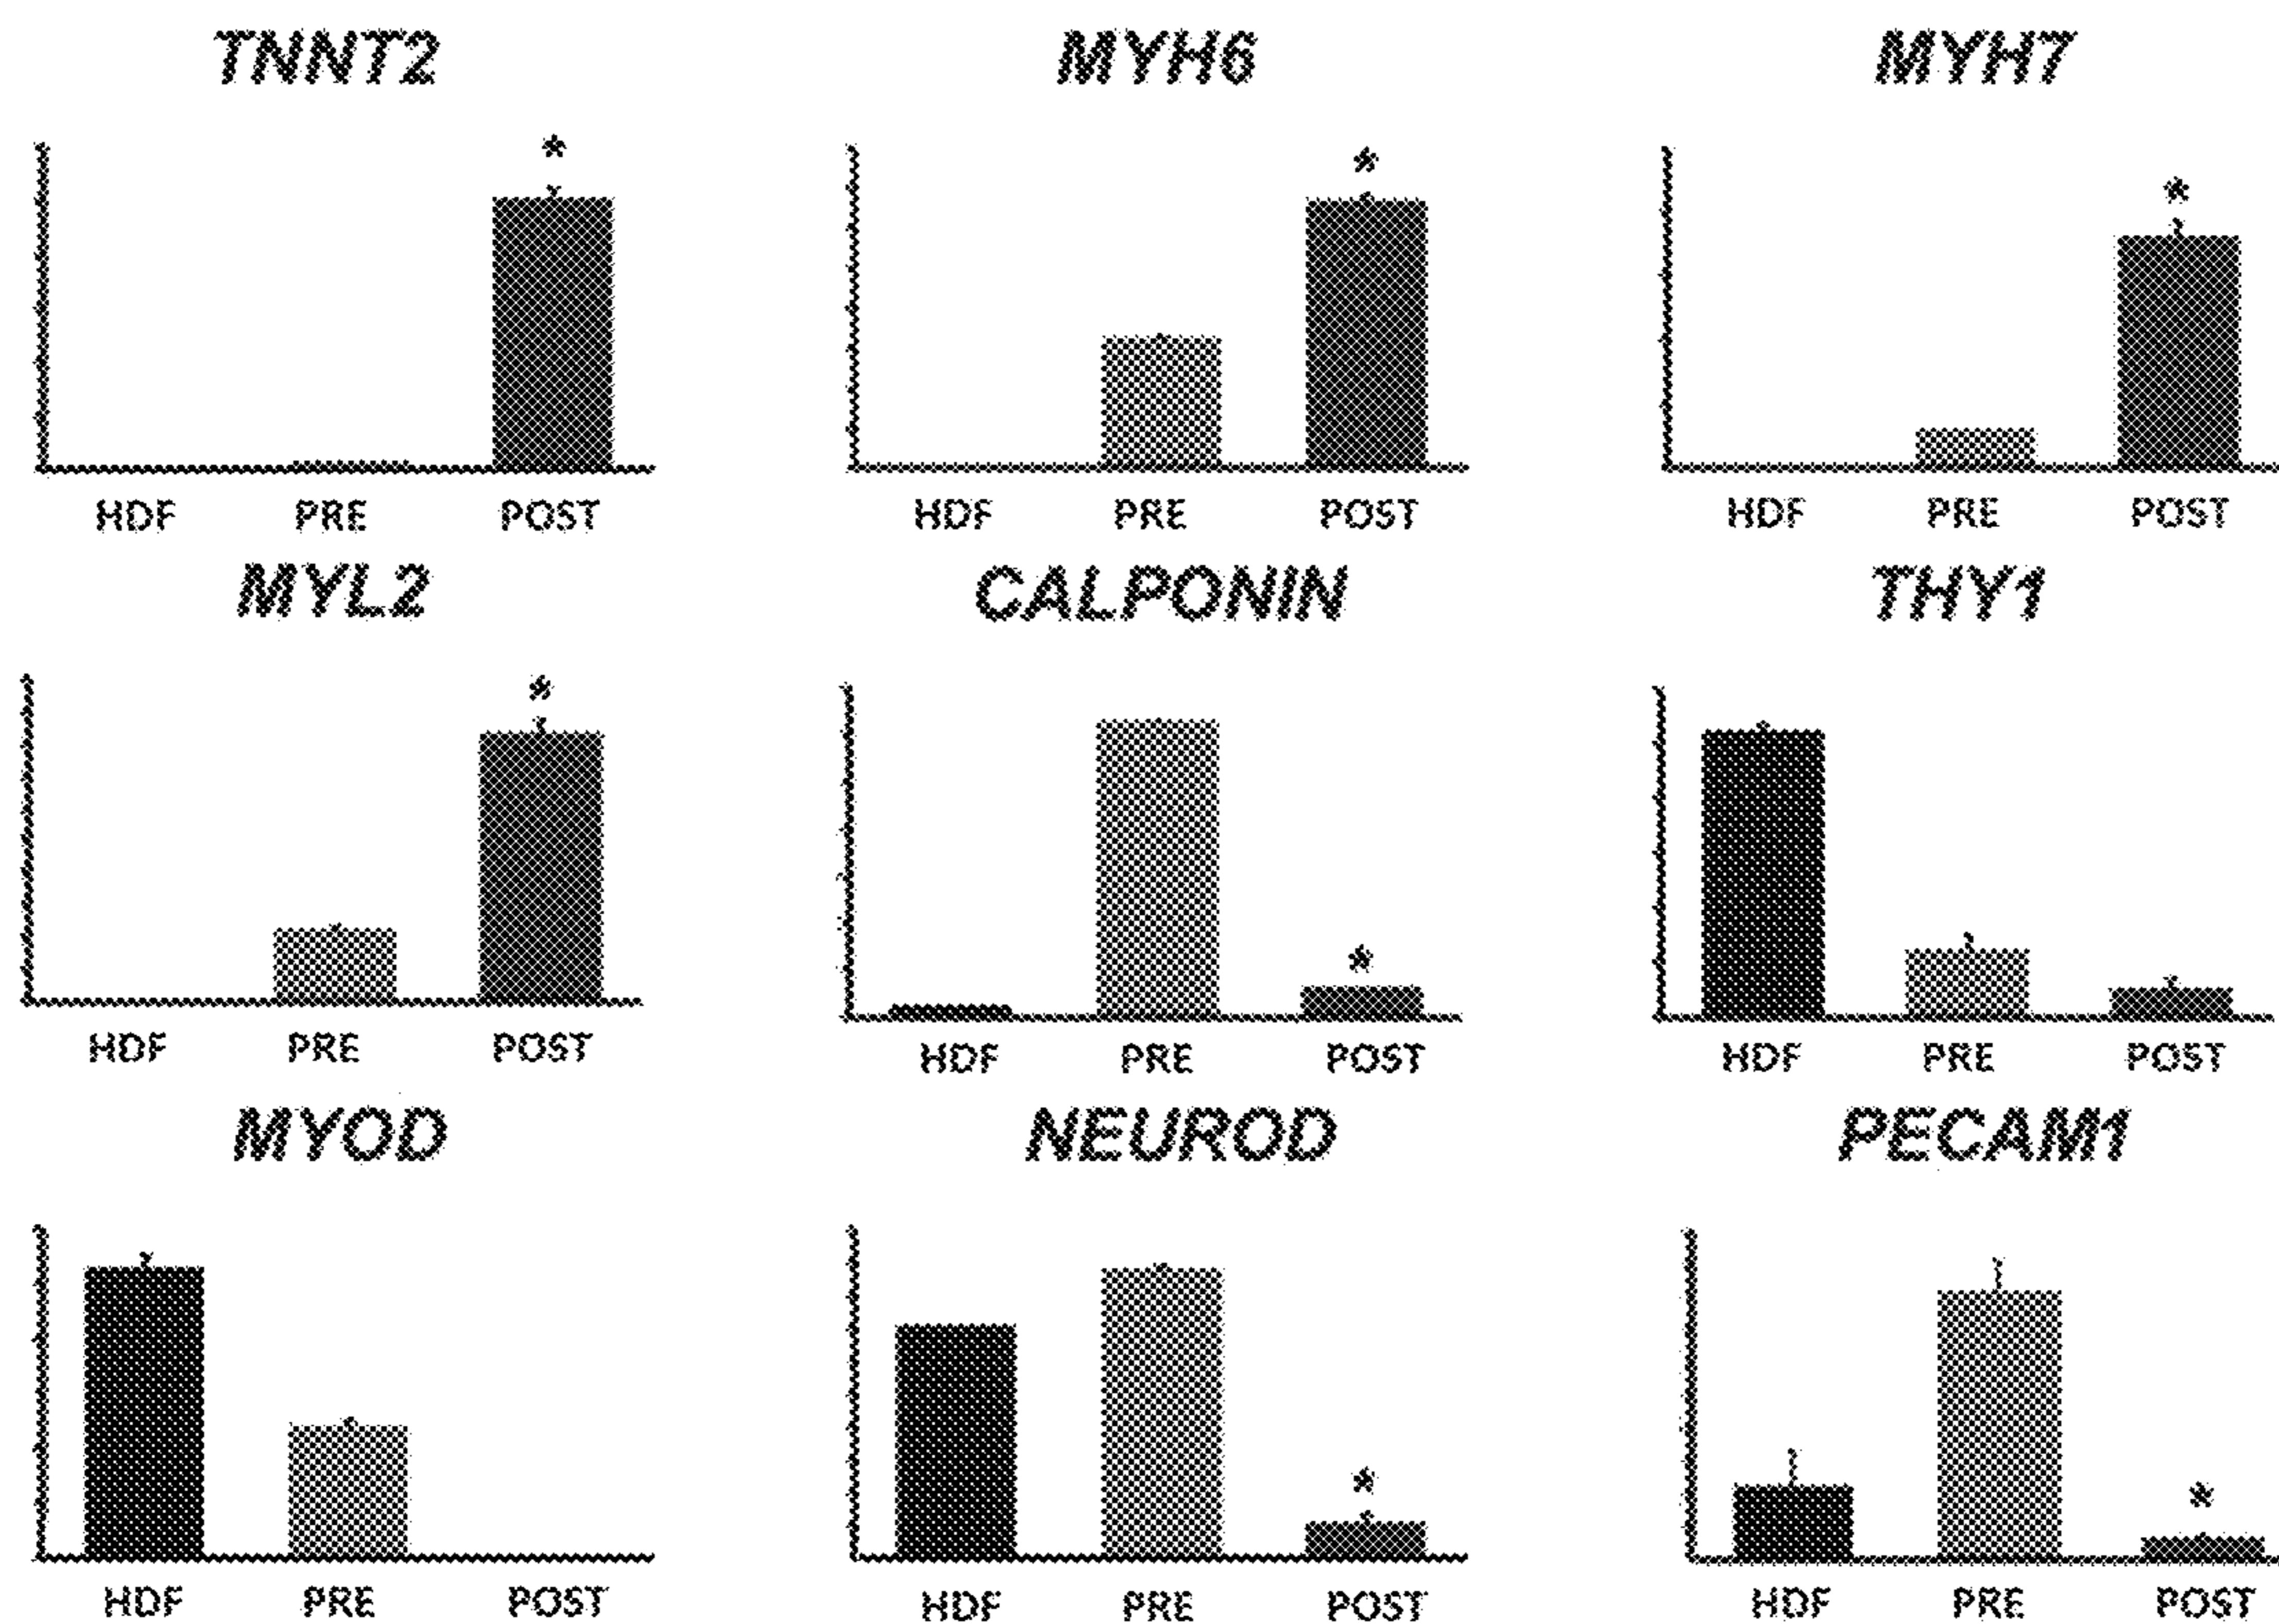 TNNT2 MYH6 MYH7
* * *
HDF PRE POST HDF PRE POST HDF PRE POST
MYL2 CALPONIN THY1
* *
HDF PRE POST HDF PRE POST HDF PRE POST
MYOD NEUROD PECAM1
* *
HDF PRE POST HDF PRE POST HDF PRE POST